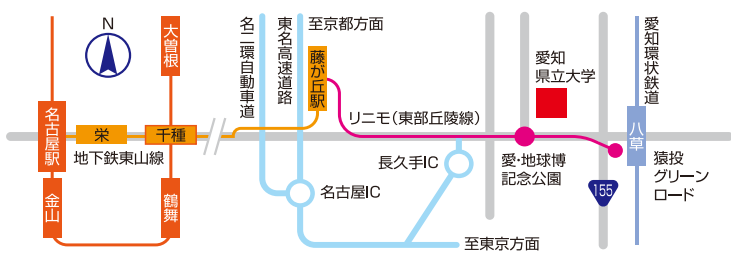 N
大曽根
名古屋駅
栄
千種
地下鉄東山線
金山
鶴舞
名二環自動車道
東名高速道路
至京都方面
藤が丘駅
リニモ（東部丘陵線）
名古屋IC
長久手IC
至東京方面
愛知
県立大学
愛・地球博
記念公園
155
愛知環状鉄道
八草
猿投
グリーン
ロード